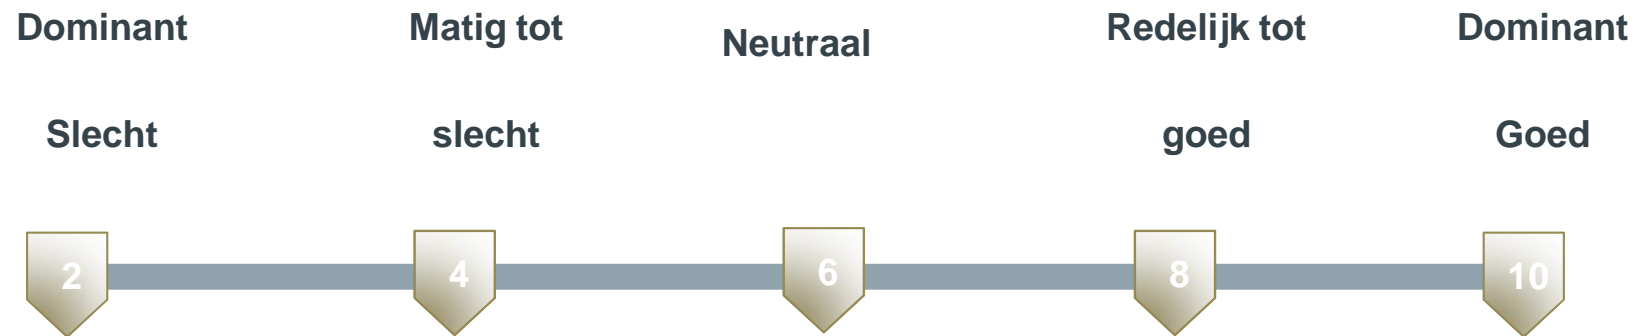 Dominant
Slecht
Matig tot
slecht
Neutraal
Redelijk tot
goed
Dominant
Goed
2
4
6
8
10